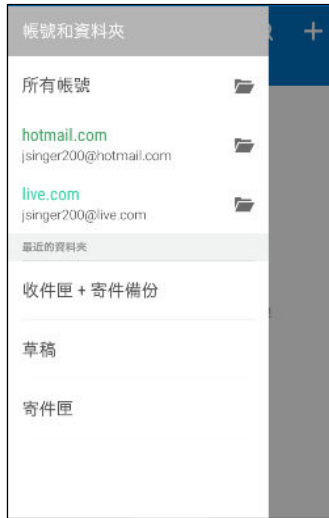 帳號和資料夾
所有帳號
hotmail.com
jsinger200@hotmail.com
live.com
jsinger200@live.com
最近的資料夾
收件匣 + 寄件備份
草稿
寄件匣